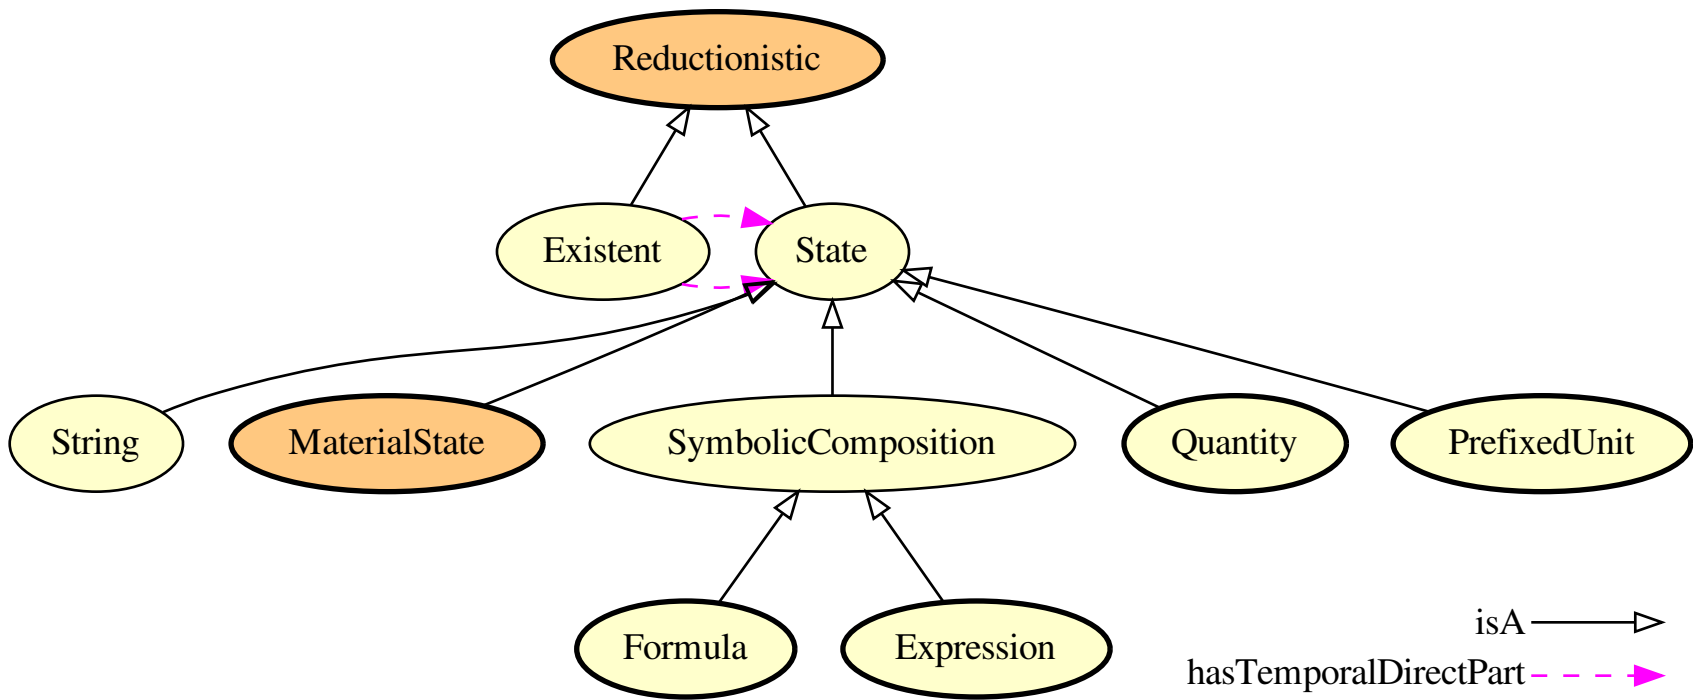 Reductionistic
Existent
State
String
MaterialState
SymbolicComposition
Quantity
PrefixedUnit
Formula
Expression
isA
hasTemporalDirectPart